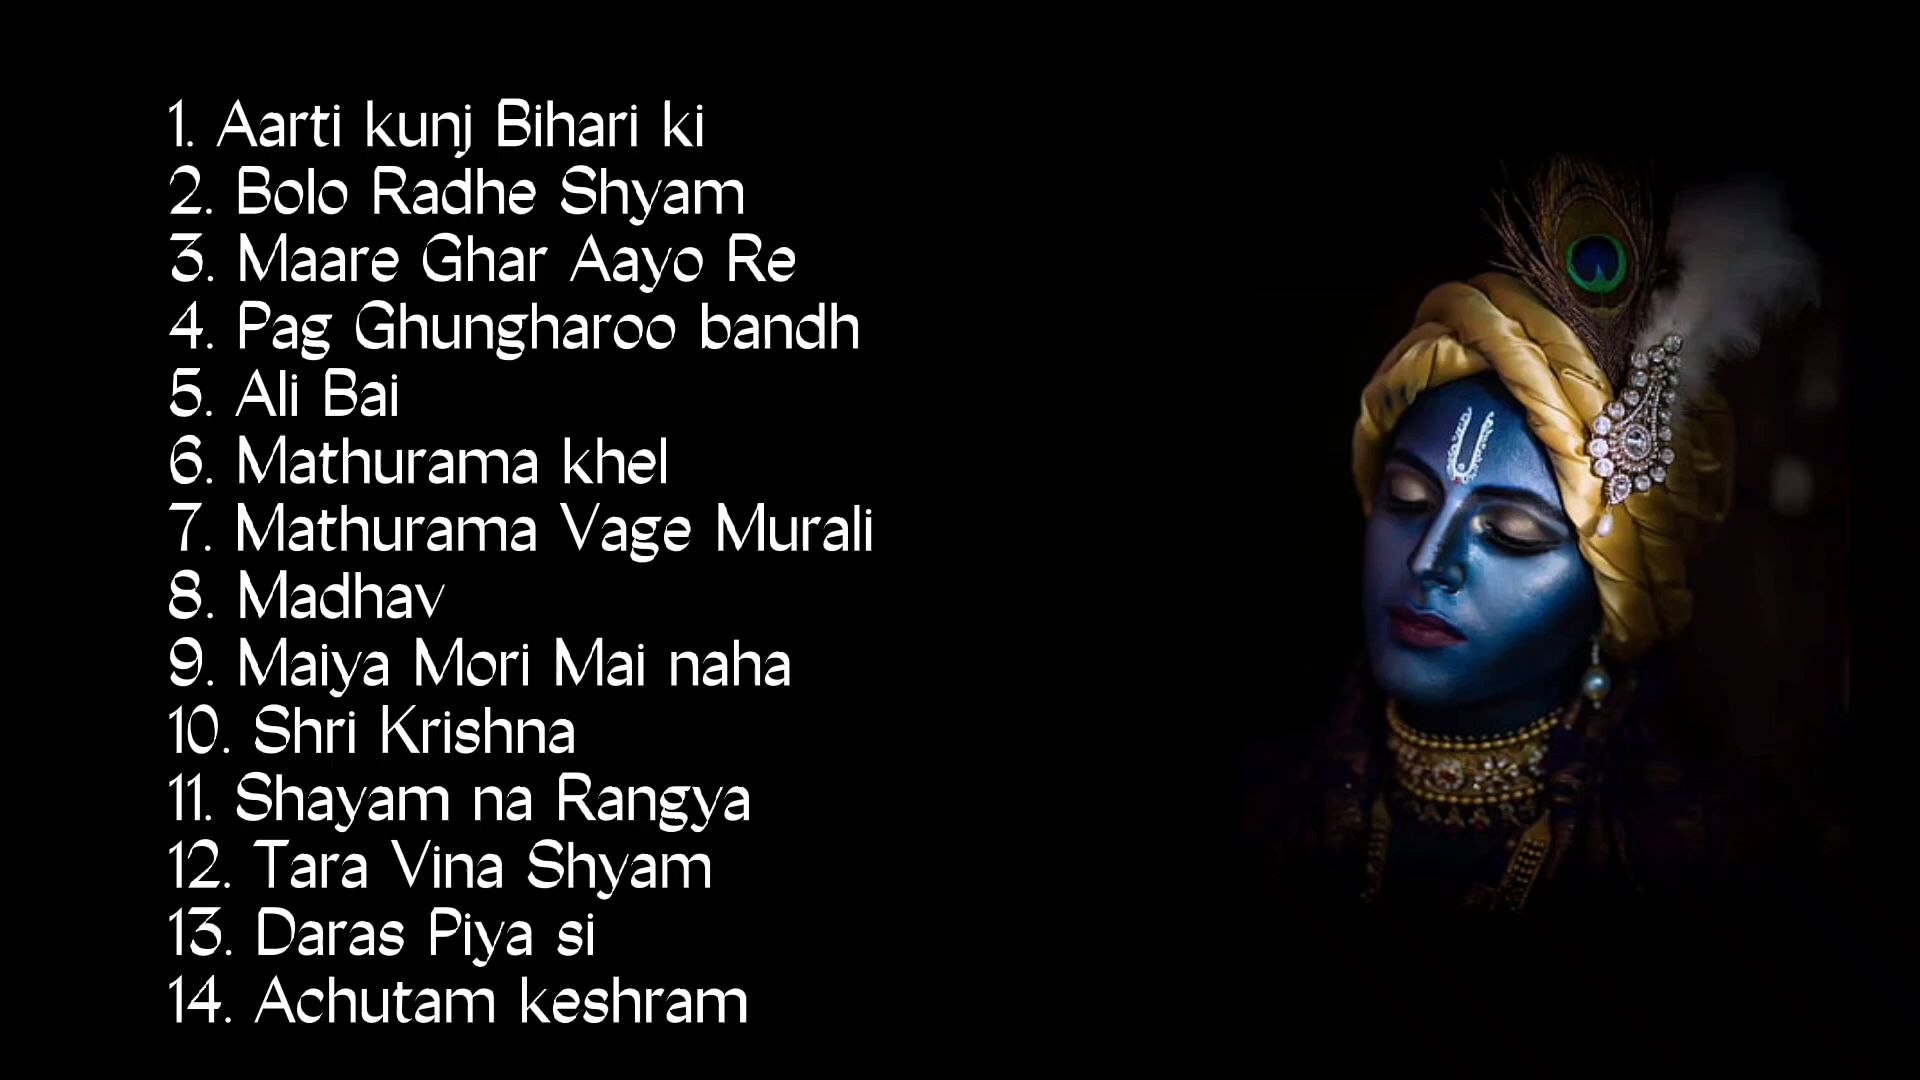 1. Aarti kunj Bihari ki
2. Bolo Radhe Shyam
3. Maare Ghar Aayo Re
4. Pag Ghungharoo bandh
5. Ali Bai
6. Mathurama khel
7. Mathurama Vage Murali
8. Madhav
9. Maiya Mori Mai naha
10. Shri Krishna
11. Shayam na Rangya
12. Tara Vina Shyam
13. Daras Piya si
14. Achutam keshram